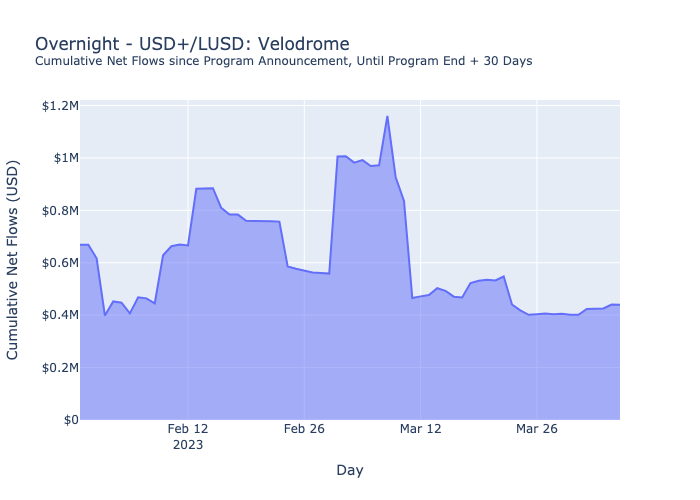 Overnight - USD+/LUSD: Velodrome
Cumulative Net Flows since Program Announcement, Until Program End + 30 Days
Cumulative Net Flows (USD)
$1.2M
$1M
$0.8M
$0.6M
$0.4M
$0.2M
$0
Feb 12
2023
Feb 26
Mar 12
Mar 26
Day